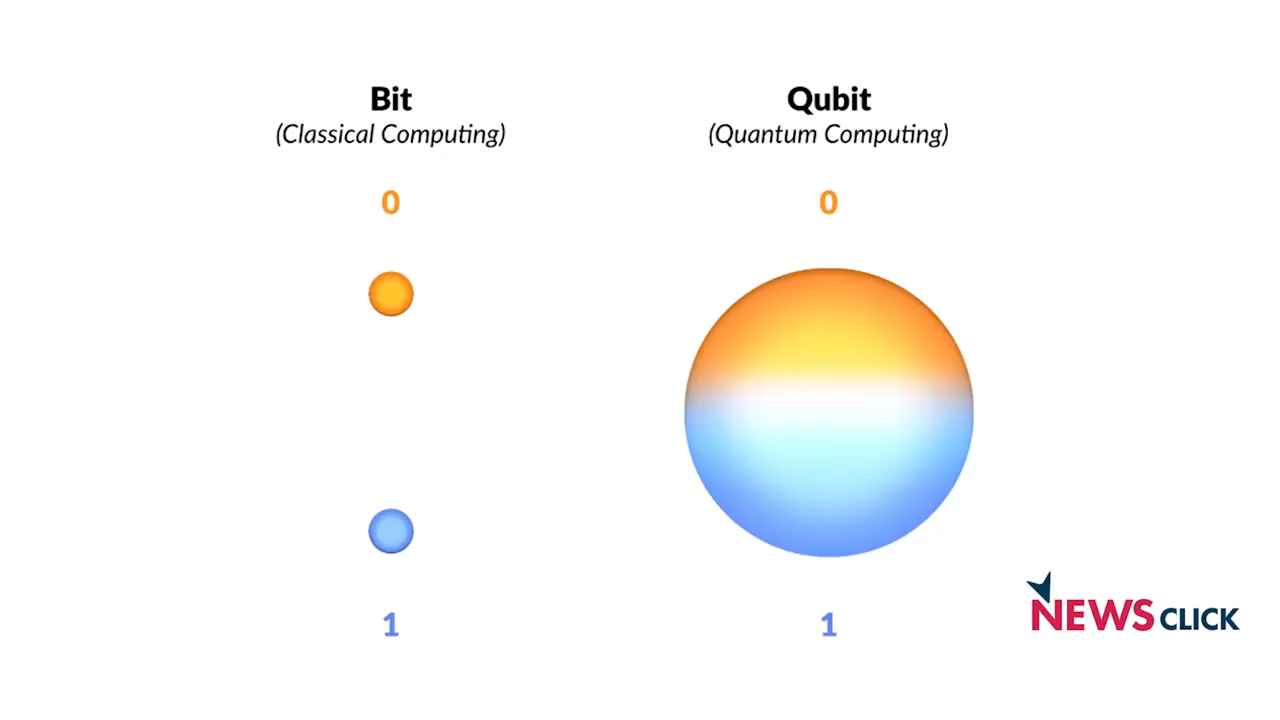 Bit
(Classical Computing)
0
1
Qubit
(Quantum Computing)
0
1
NEWS CLICK